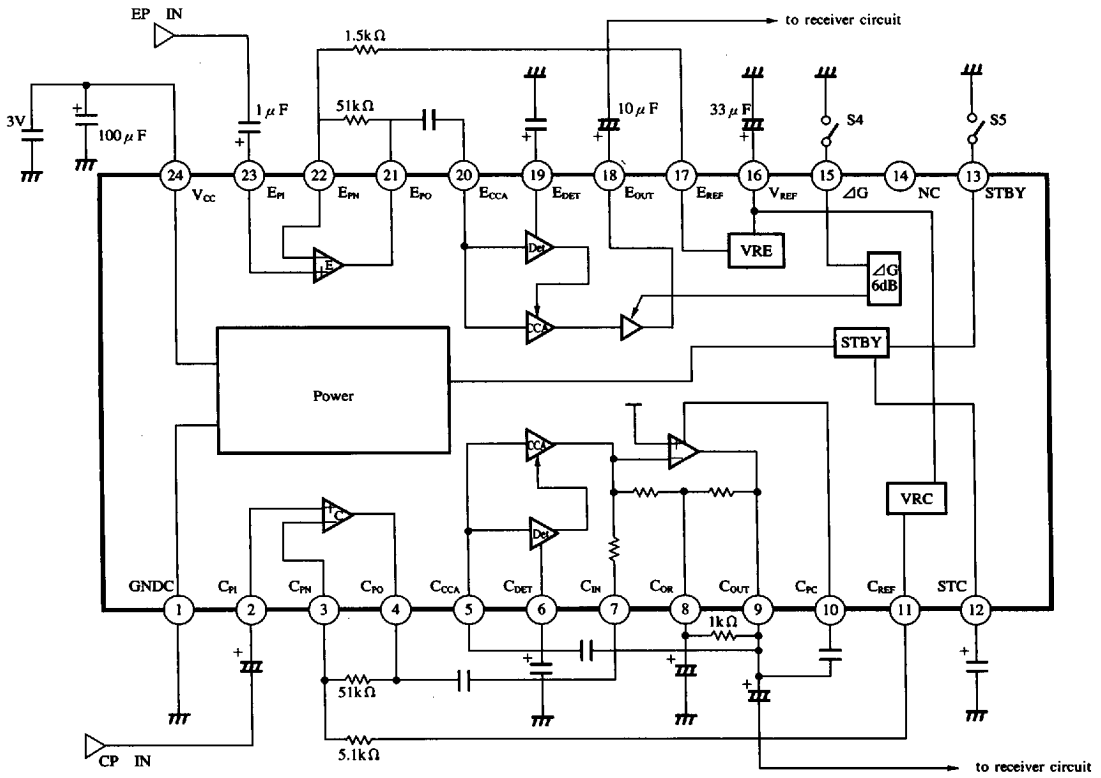 EP IN
to receiver circuit
1.5kΩ
3V
100μF
1μF
51kΩ
10μF
33μF
S4
S5
24
23
22
21
20
19
18
17
16
15
14
13
VCC
EPI
EPN
EPO
ECCA
EDET
EOUT
EREF
VREF
⊿G
NC
STBY
Det
VRE
E
⊿G
6dB
CCA
STBY
Power
CCA
VRC
C
Det
GNDC
CPI
CPN
CPO
CCCA
CDET
CIN
COR
COUT
CPC
CREF
STC
1
2
3
4
5
6
7
8
9
10
11
12
1kΩ
51kΩ
5.1kΩ
CP IN
to receiver circuit